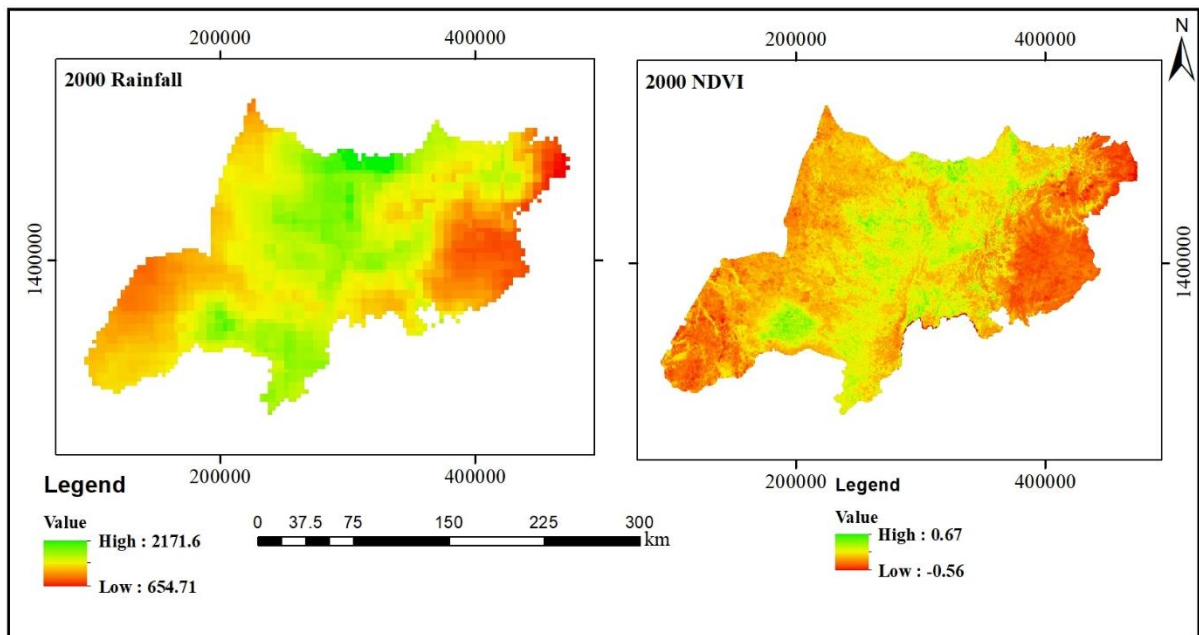 200000 400000
2000 Rainfall
1400000
200000 400000
Legend
Value
High : 2171.6
Low : 654.71
0 37.5 75 150 225 300
km
N
200000 400000
2000 NDVI
1400000
200000 400000
Legend
Value
High : 0.67
Low : -0.56